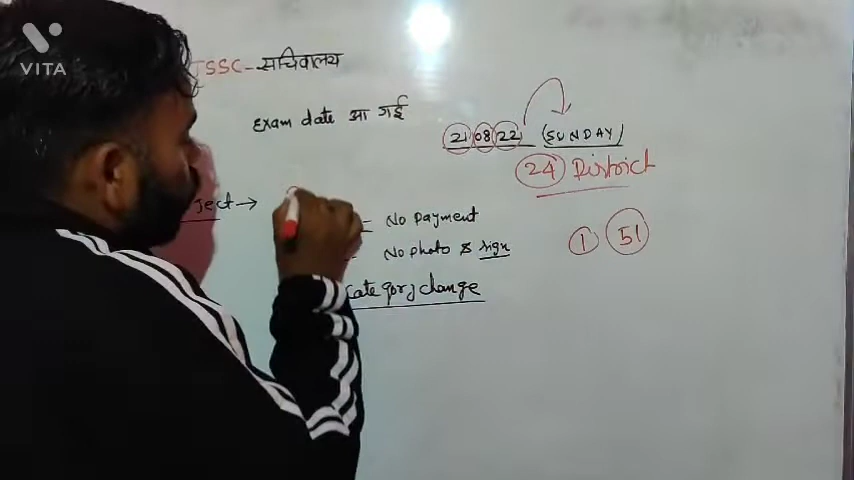 VITA
JSSC-सचिवालय
Exam date आ गई
21 08 22 (SUNDAY)
24 District
ject→
= No payment
No photo & sign
1 51
category change